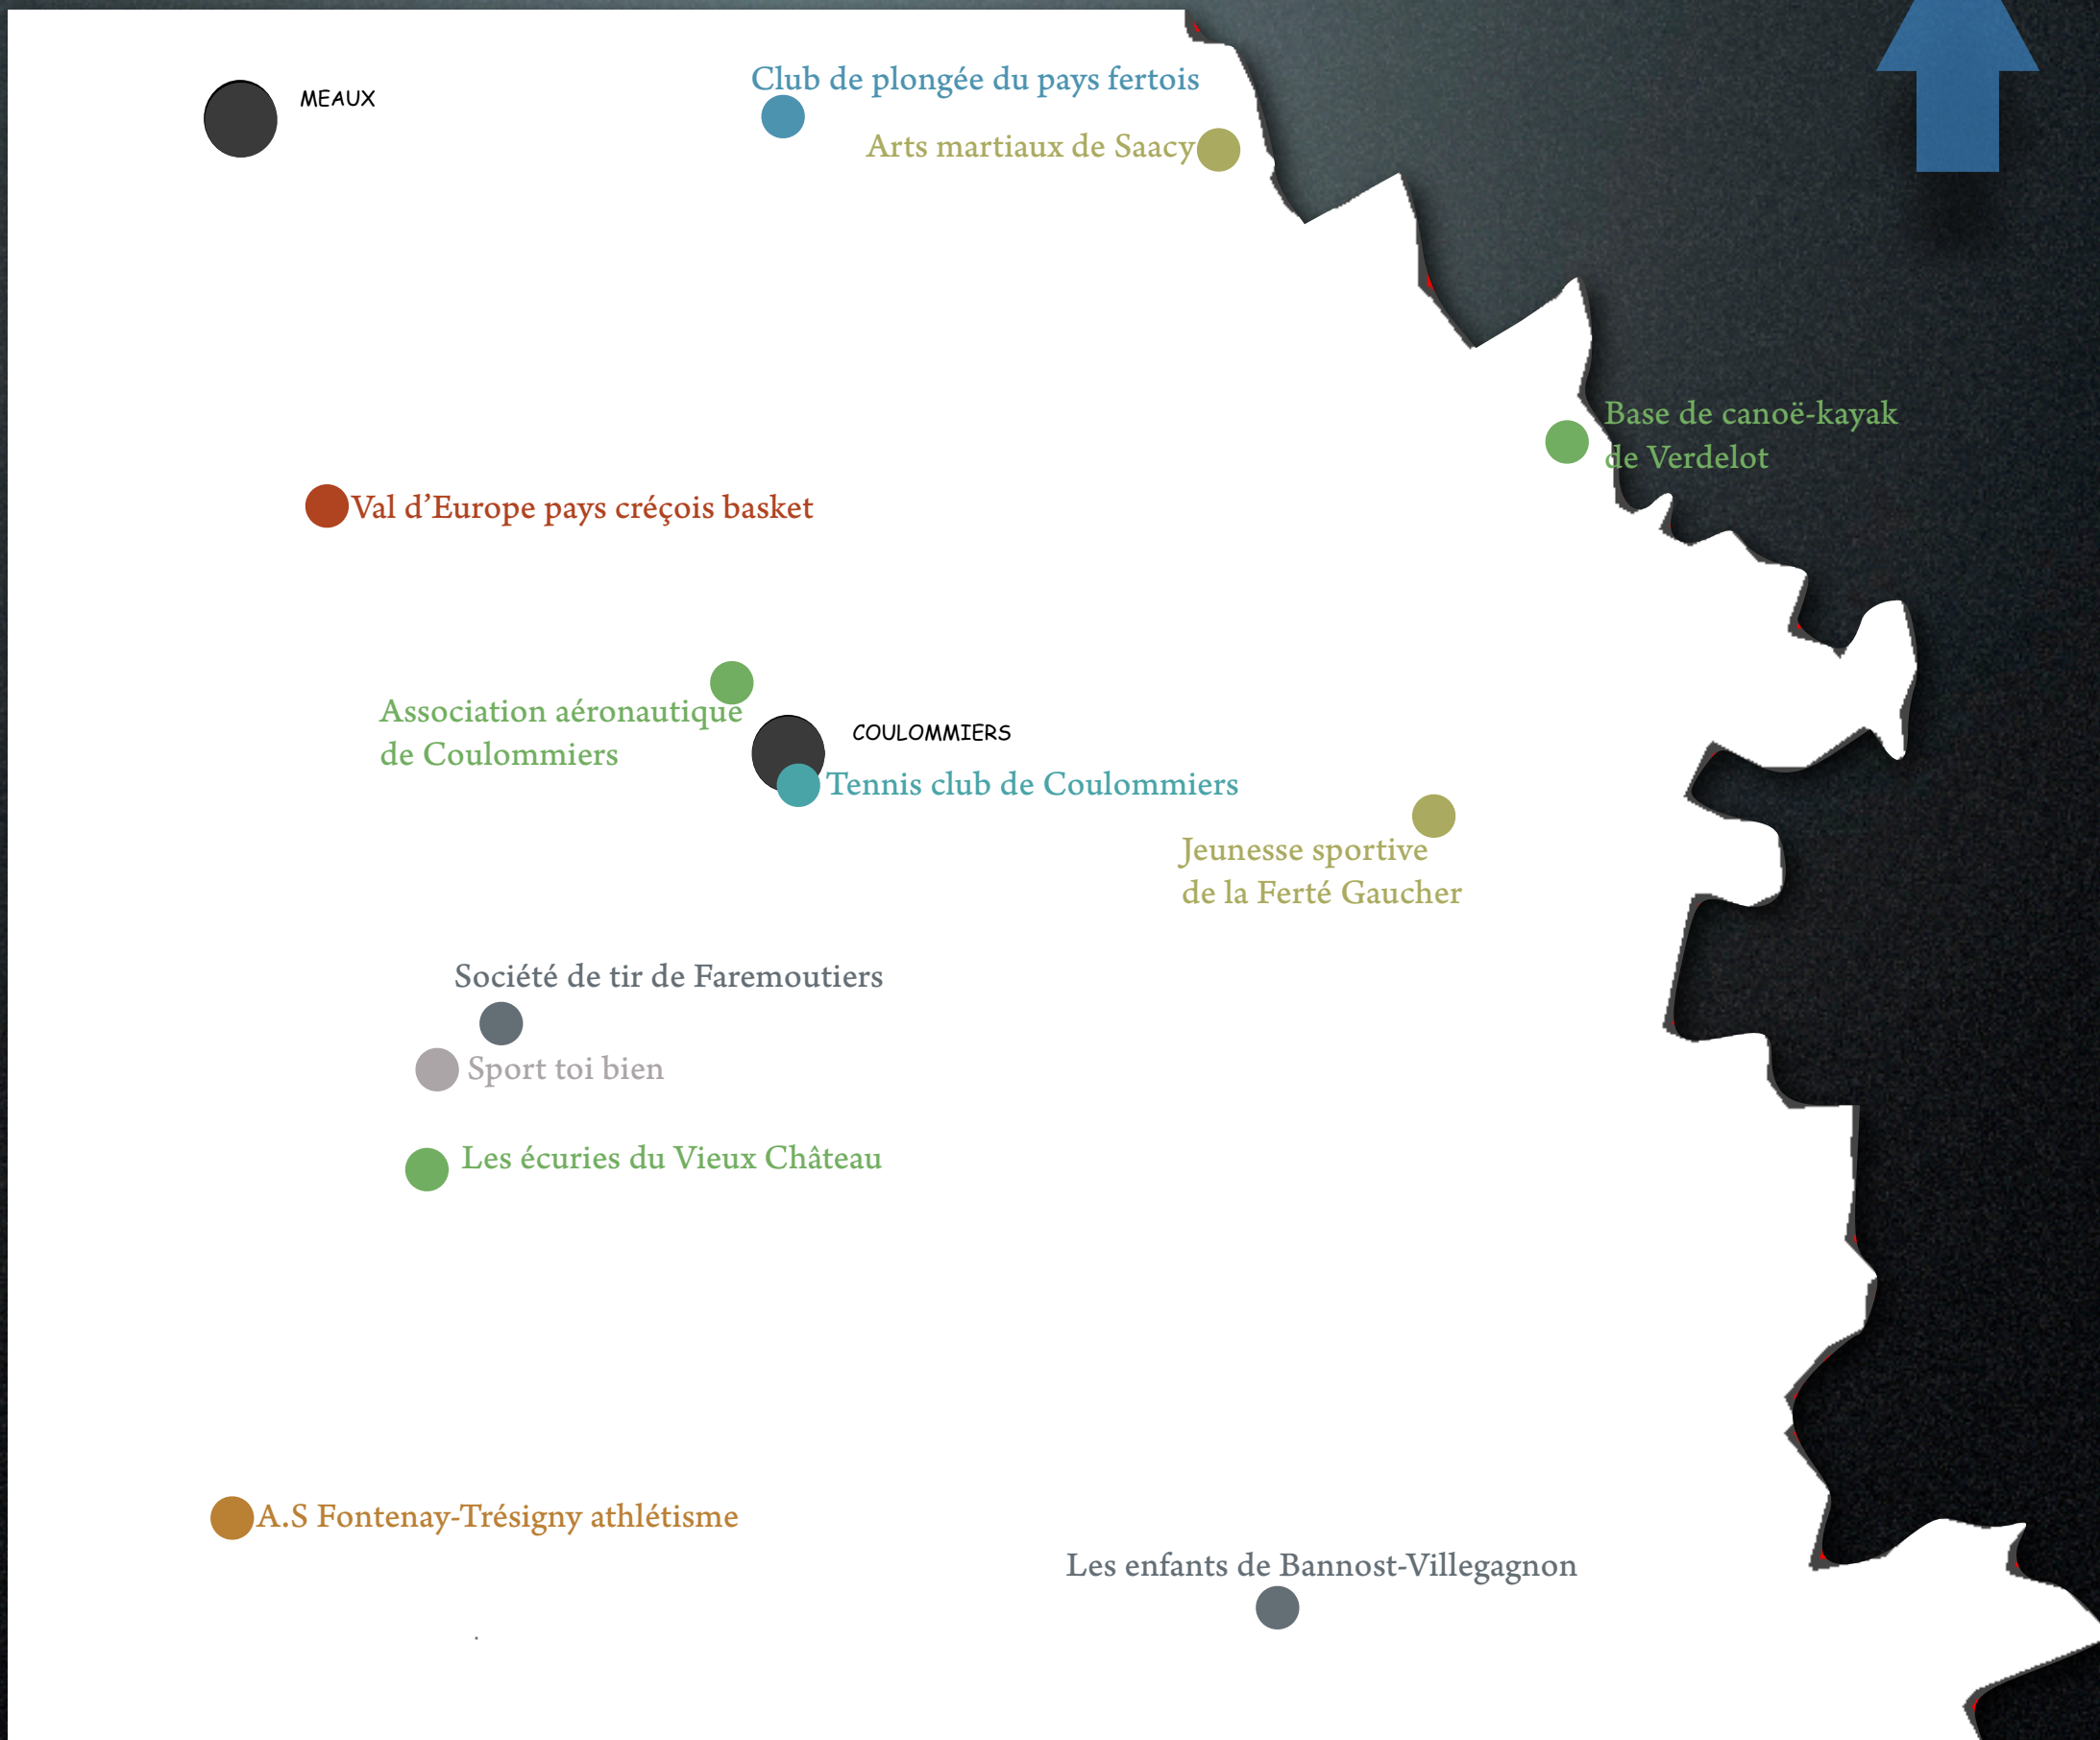 Club de plongée du pays fertois
MEAUX
Arts martiaux de Saacy
Base de canoë-kayak
de Verdelot
Val d’Europe pays créçois basket
Association aéronautique
de Coulommiers
COULOMMIERS
Tennis club de Coulommiers
Jeunesse sportive
de la Ferté Gaucher
Société de tir de Faremoutiers
Sport toi bien
Les écuries du Vieux Château
A.S Fontenay-Trésigny athlétisme
Les enfants de Bannost-Villegagnon
.